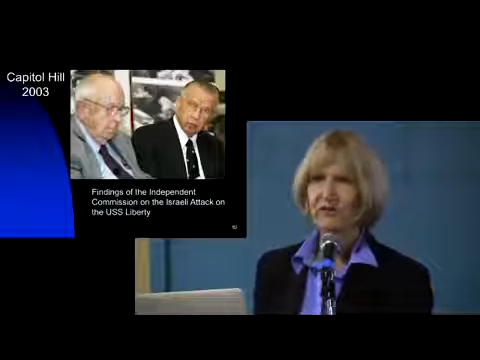 Capitol Hill
2003
Findings of the Independent
Commission on the Israeli Attack on
the USS Liberty